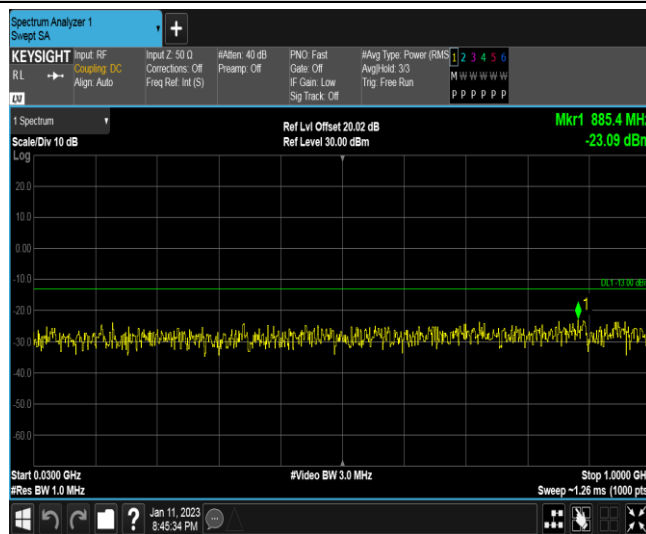 Spectrum Analyzer 1
Swept SA
+
KEYSIGHT
RL
LXI
Input: RF
Coupling: DC
Align: Auto
Input Z: 50 Ω
Corrections: Off
Freq Ref: Int (S)
#Atten: 40 dB
Preamp: Off
PNO: Fast
Gate: Off
IF Gain: Low
Sig Track: Off
#Avg Type: Power (RMS
Avg|Hold: 3/3
Trig: Free Run
1 2 3 4 5 6
M W W W W W
P P P P P P
1 Spectrum
Scale/Div 10 dB
Log
Ref Lvl Offset 20.02 dB
Ref Level 30.00 dBm
Mkr1 885.4 MHz
-23.09 dBm
20.0
10.0
0.00
-10.0
DL1 -13.00 dBm
-20.0
1
-30.0
-40.0
-50.0
-60.0
Start 0.0300 GHz
#Res BW 1.0 MHz
#Video BW 3.0 MHz
Stop 1.0000 GH
Sweep ~1.26 ms (1000 pts
?
Jan 11, 2023
8:45:34 PM